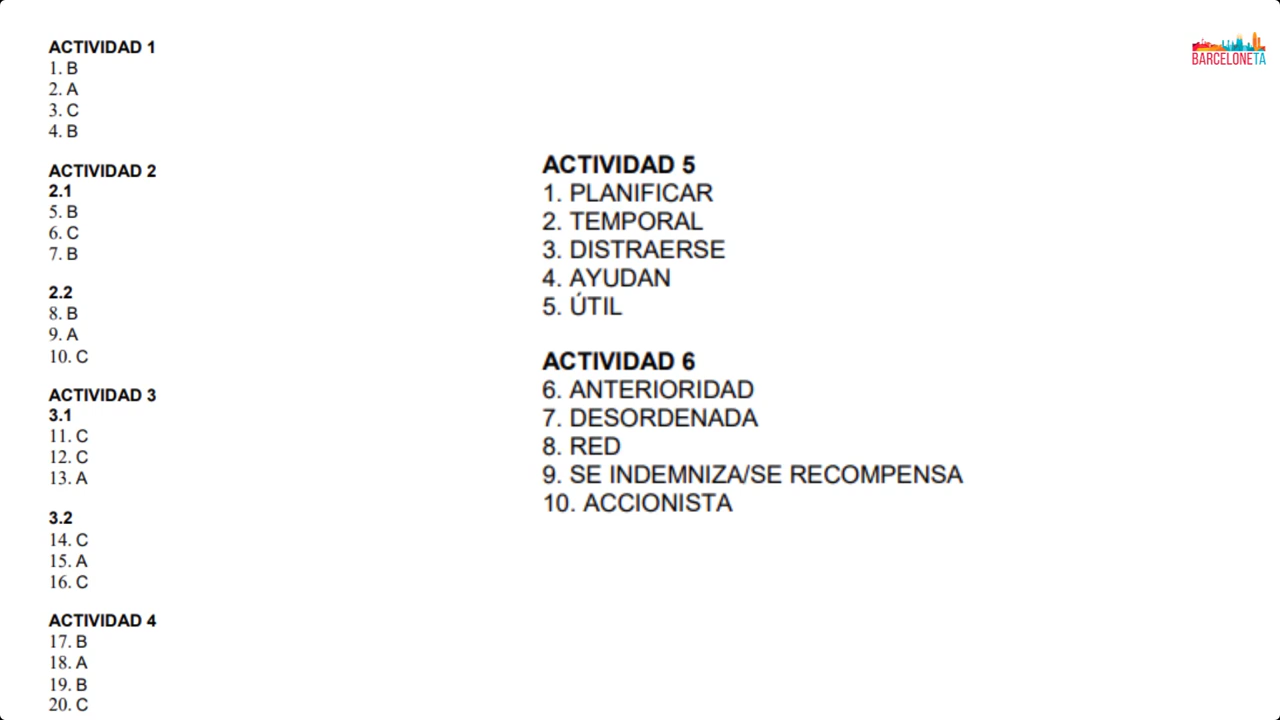 ACTIVIDAD 1
1. B
2. A
3. C
4. B
ACTIVIDAD 2
2.1
5. B
6. C
7. B
2.2
8. B
9. A
10. C
ACTIVIDAD 3
3.1
11. C
12. C
13. A
3.2
14. C
15. A
16. C
ACTIVIDAD 4
17. B
18. A
19. B
20. C
ACTIVIDAD 5
1. PLANIFICAR
2. TEMPORAL
3. DISTRAERSE
4. AYUDAN
5. ÚTIL
ACTIVIDAD 6
6. ANTERIORIDAD
7. DESORDENADA
8. RED
9. SE INDEMNIZA/SE RECOMPENSA
10. ACCIONISTA
BARCELONETA